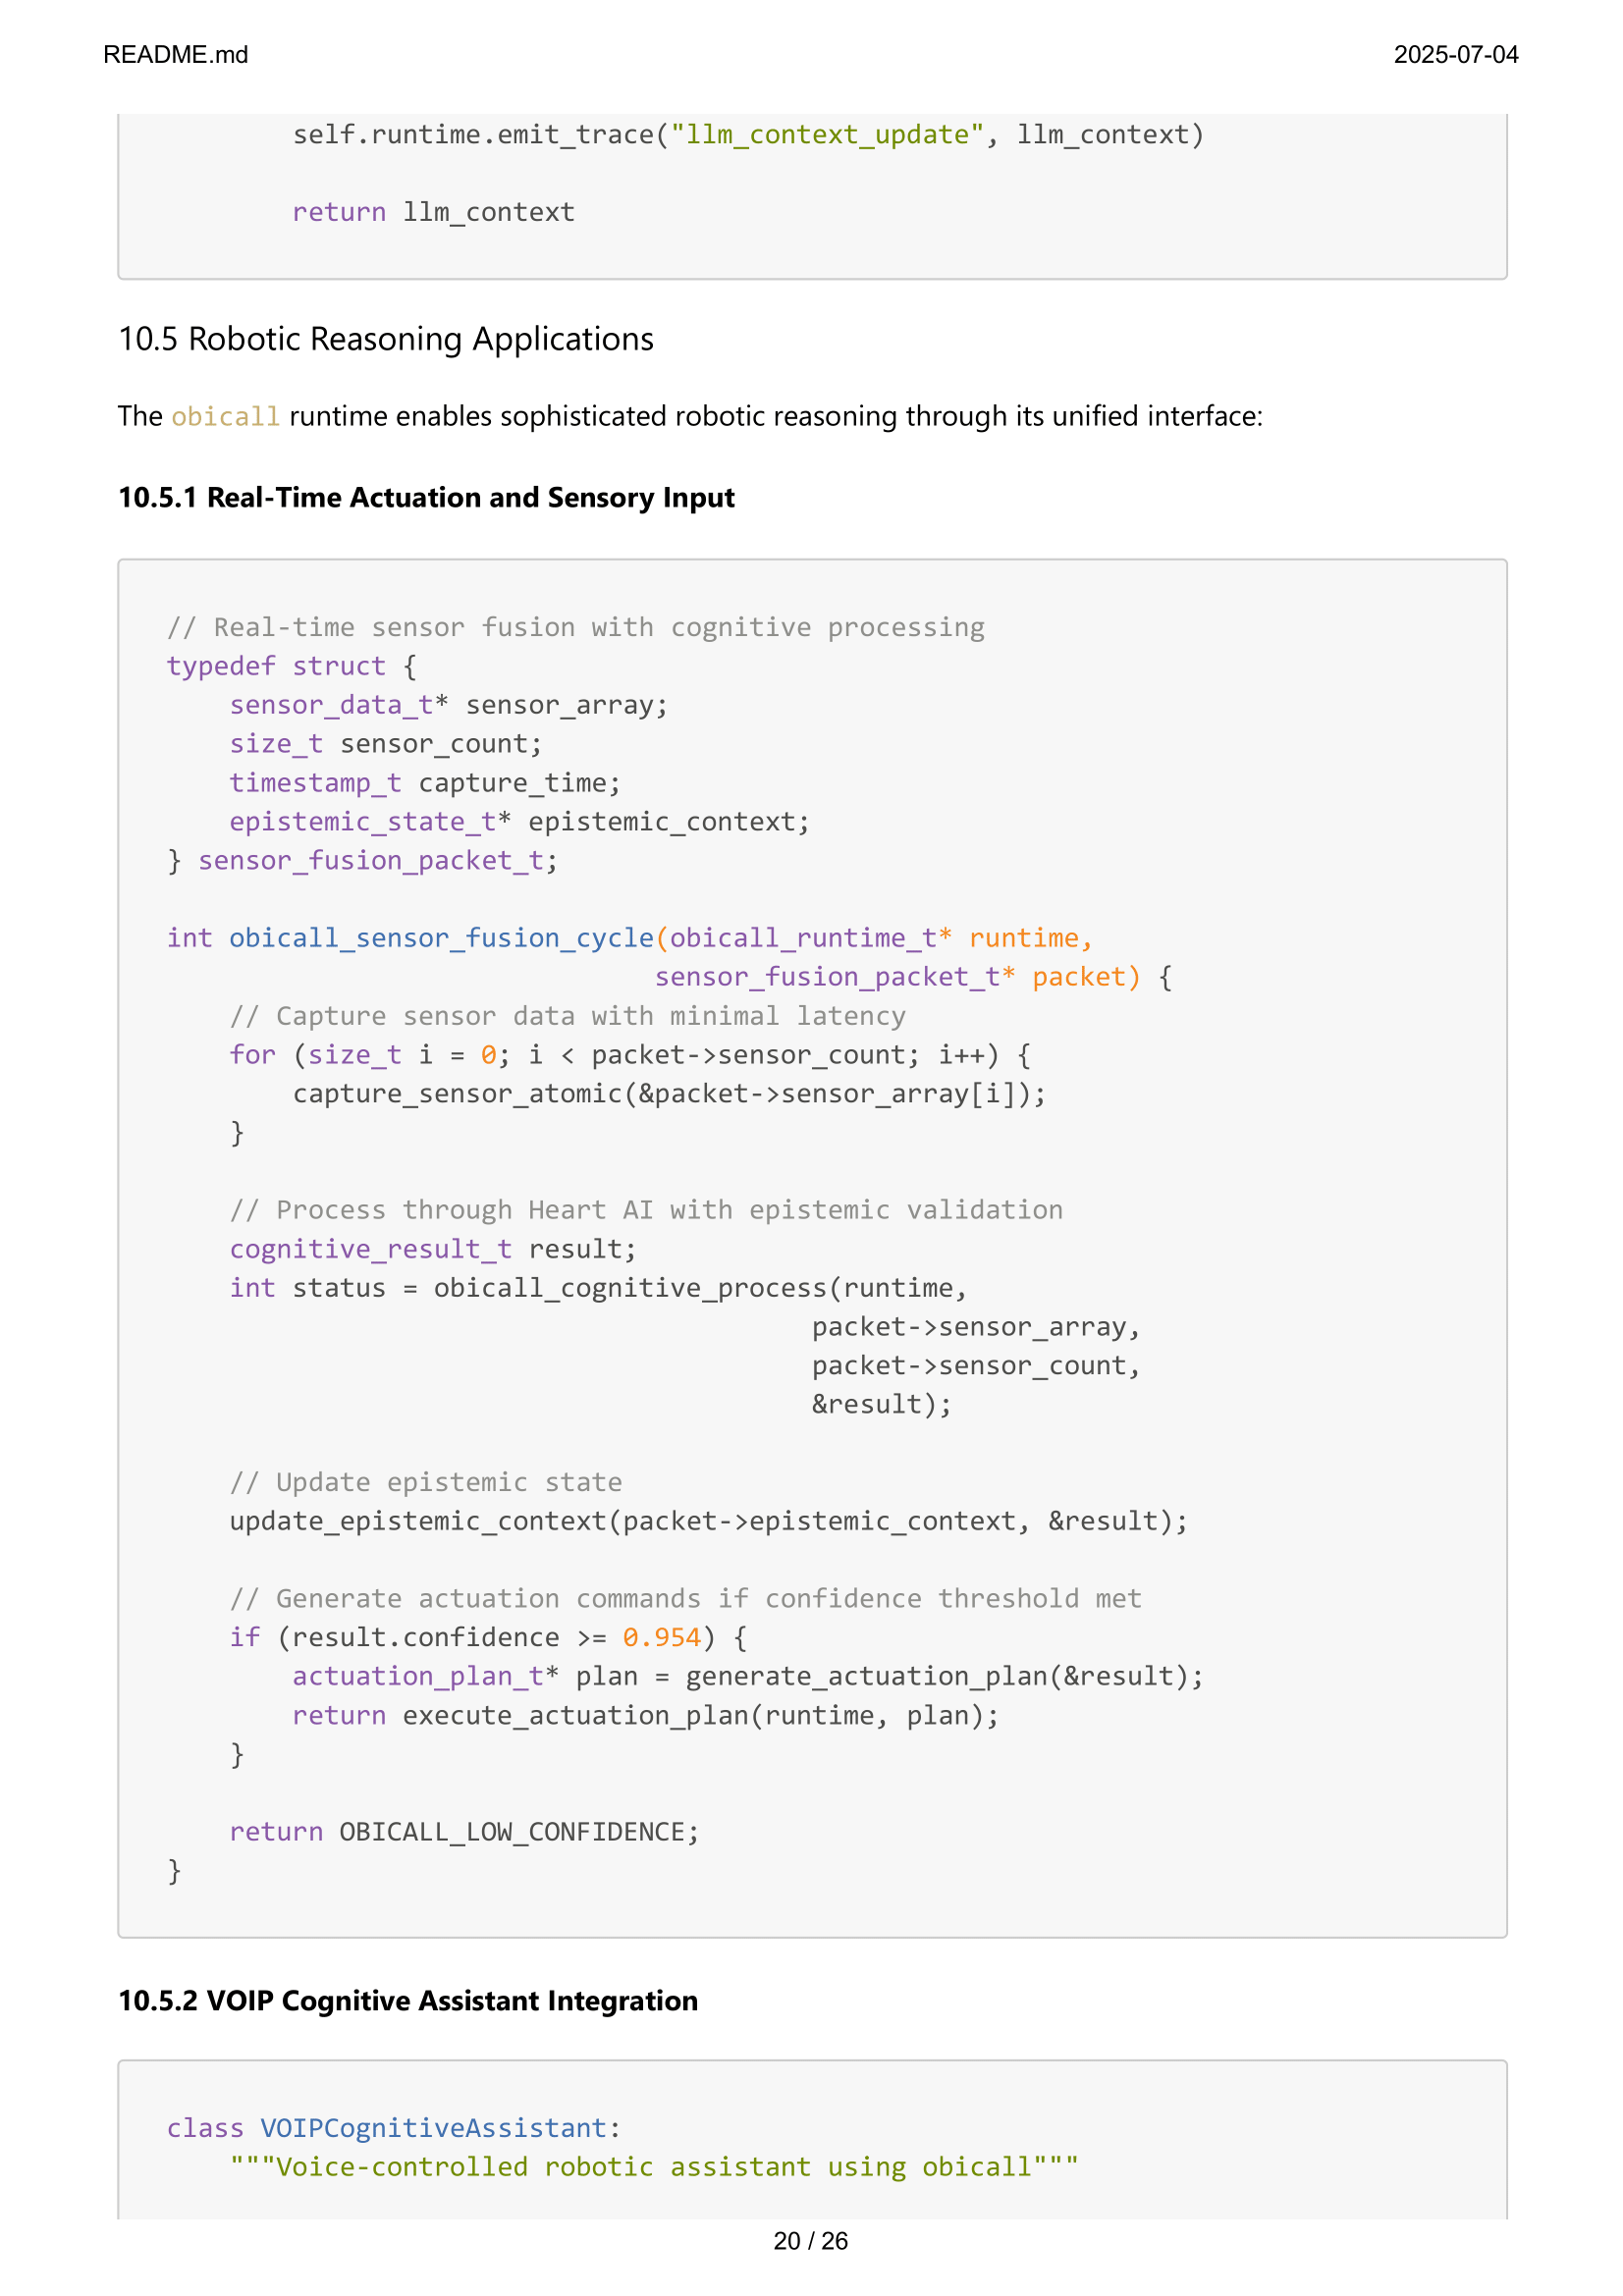 README.md
2025-07-04
        self.runtime.emit_trace("llm_context_update", llm_context)

        return llm_context
10.5 Robotic Reasoning Applications
The obicall runtime enables sophisticated robotic reasoning through its unified interface:
10.5.1 Real-Time Actuation and Sensory Input
// Real-time sensor fusion with cognitive processing
typedef struct {
    sensor_data_t* sensor_array;
    size_t sensor_count;
    timestamp_t capture_time;
    epistemic_state_t* epistemic_context;
} sensor_fusion_packet_t;

int obicall_sensor_fusion_cycle(obicall_runtime_t* runtime,
                               sensor_fusion_packet_t* packet) {
    // Capture sensor data with minimal latency
    for (size_t i = 0; i < packet->sensor_count; i++) {
        capture_sensor_atomic(&packet->sensor_array[i]);
    }

    // Process through Heart AI with epistemic validation
    cognitive_result_t result;
    int status = obicall_cognitive_process(runtime,
                                         packet->sensor_array,
                                         packet->sensor_count,
                                         &result);

    // Update epistemic state
    update_epistemic_context(packet->epistemic_context, &result);

    // Generate actuation commands if confidence threshold met
    if (result.confidence >= 0.954) {
        actuation_plan_t* plan = generate_actuation_plan(&result);
        return execute_actuation_plan(runtime, plan);
    }

    return OBICALL_LOW_CONFIDENCE;
}
10.5.2 VOIP Cognitive Assistant Integration
class VOIPCognitiveAssistant:
    """Voice-controlled robotic assistant using obicall"""
20 / 26